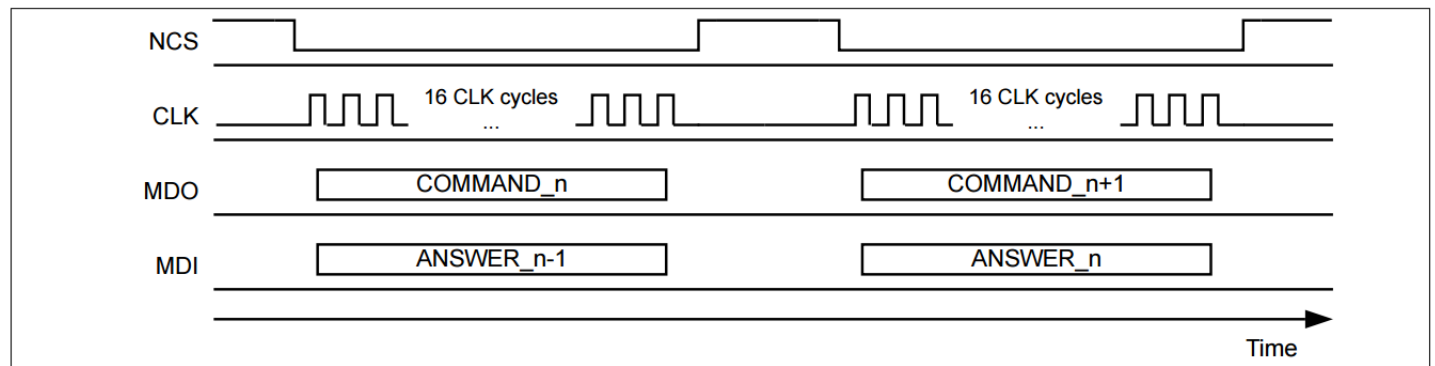 NCS
CLK
16 CLK cycles
...
16 CLK cycles
...
MDO
COMMAND_n
COMMAND_n+1
MDI
ANSWER_n-1
ANSWER_n
Time